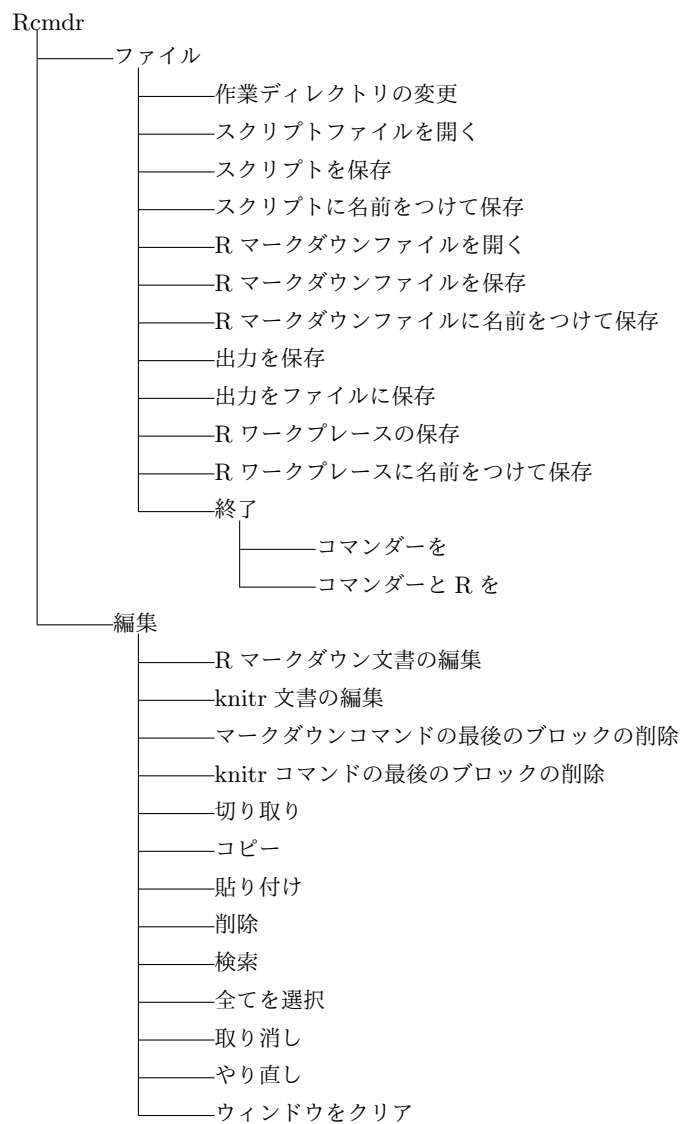 Rcmdr
ファイル
作業ディレクトリの変更
スクリプトファイルを開く
スクリプトを保存
スクリプトに名前をつけて保存
R マークダウンファイルを開く
R マークダウンファイルを保存
R マークダウンファイルに名前をつけて保存
出力を保存
出力をファイルに保存
R ワークプレースの保存
R ワークプレースに名前をつけて保存
終了
コマンダーを
コマンダーと R を
編集
R マークダウン文書の編集
knitr 文書の編集
マークダウンコマンドの最後のブロックの削除
knitr コマンドの最後のブロックの削除
切り取り
コピー
貼り付け
削除
検索
全てを選択
取り消し
やり直し
ウィンドウをクリア